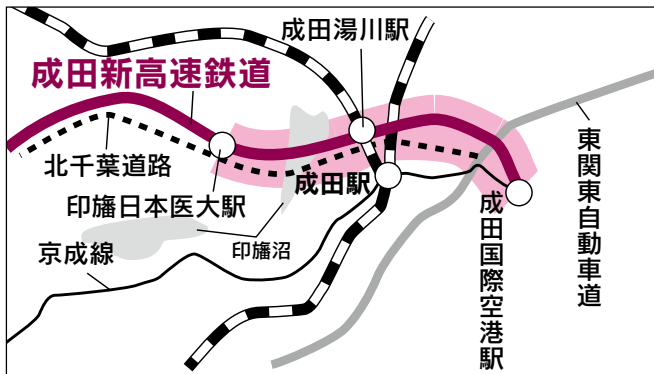 成田湯川駅
成田新高速鉄道
北千葉道路
成田駅
印旛日本医大駅
印旛沼
京成線
成田国際空港駅
東関東自動車道